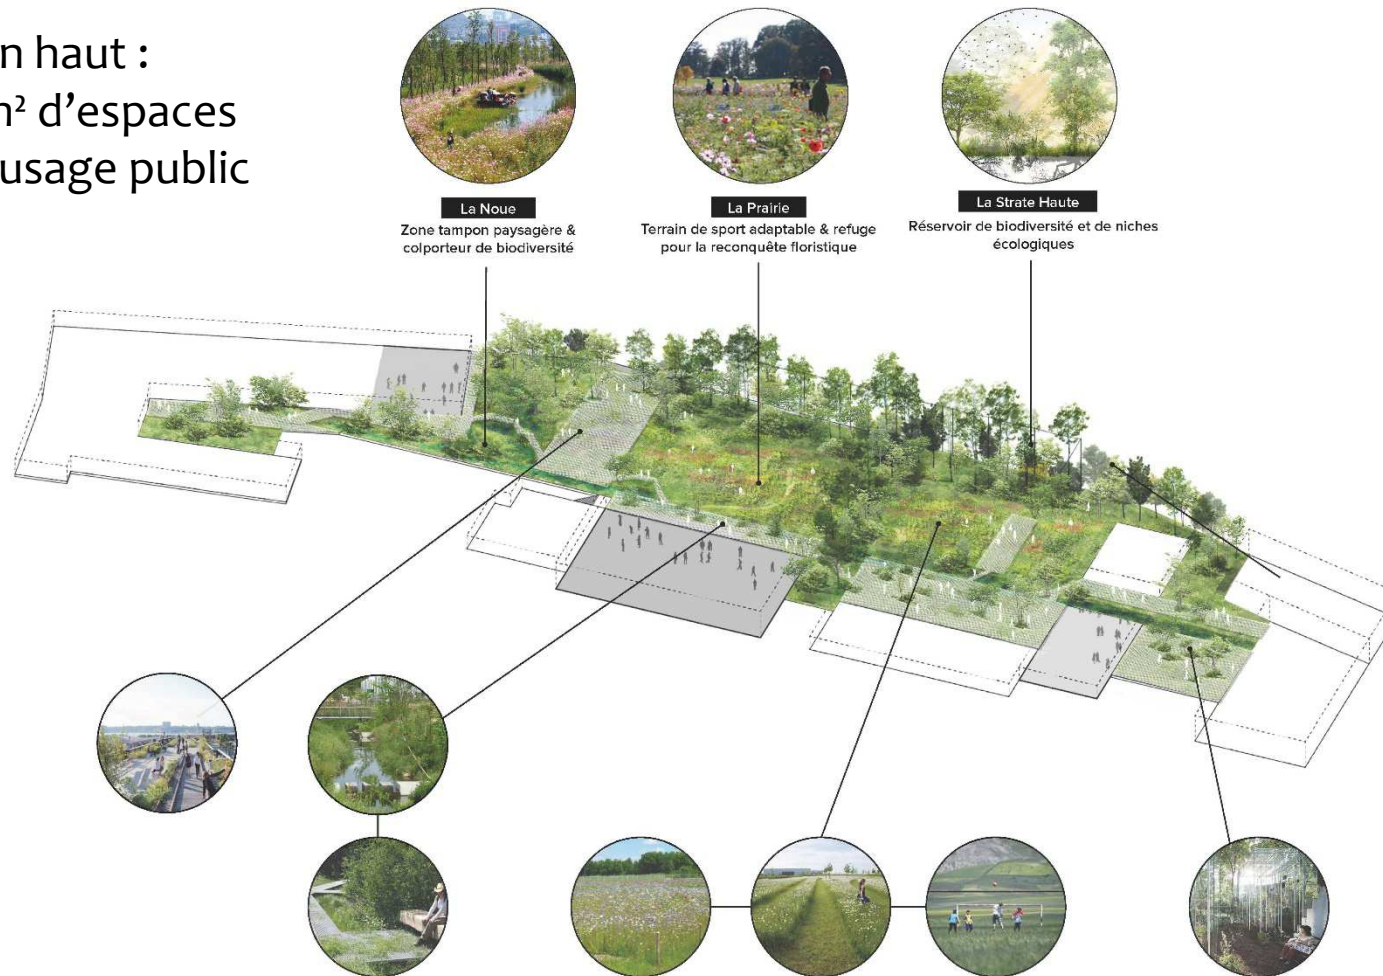 n haut :
m² d’espaces
usage public
La Noue
Zone tampon paysagère &
colporteur de biodiversité
La Prairie
Terrain de sport adaptable & refuge
pour la reconquête floristique
La Strate Haute
Réservoir de biodiversité et de niches
écologiques